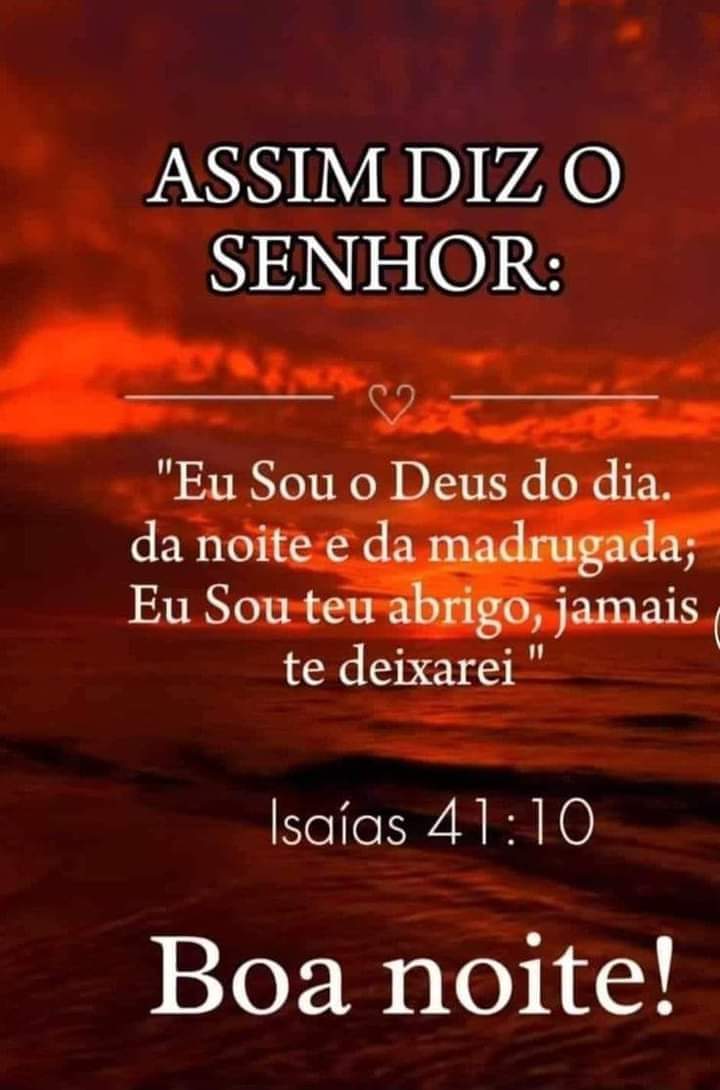 ASSIM DIZ O
SENHOR:
"Eu Sou o Deus do dia.
da noite e da madrugada;
Eu Sou teu abrigo, jamais
te deixarei "
Isaías 41:10
Boa noite!